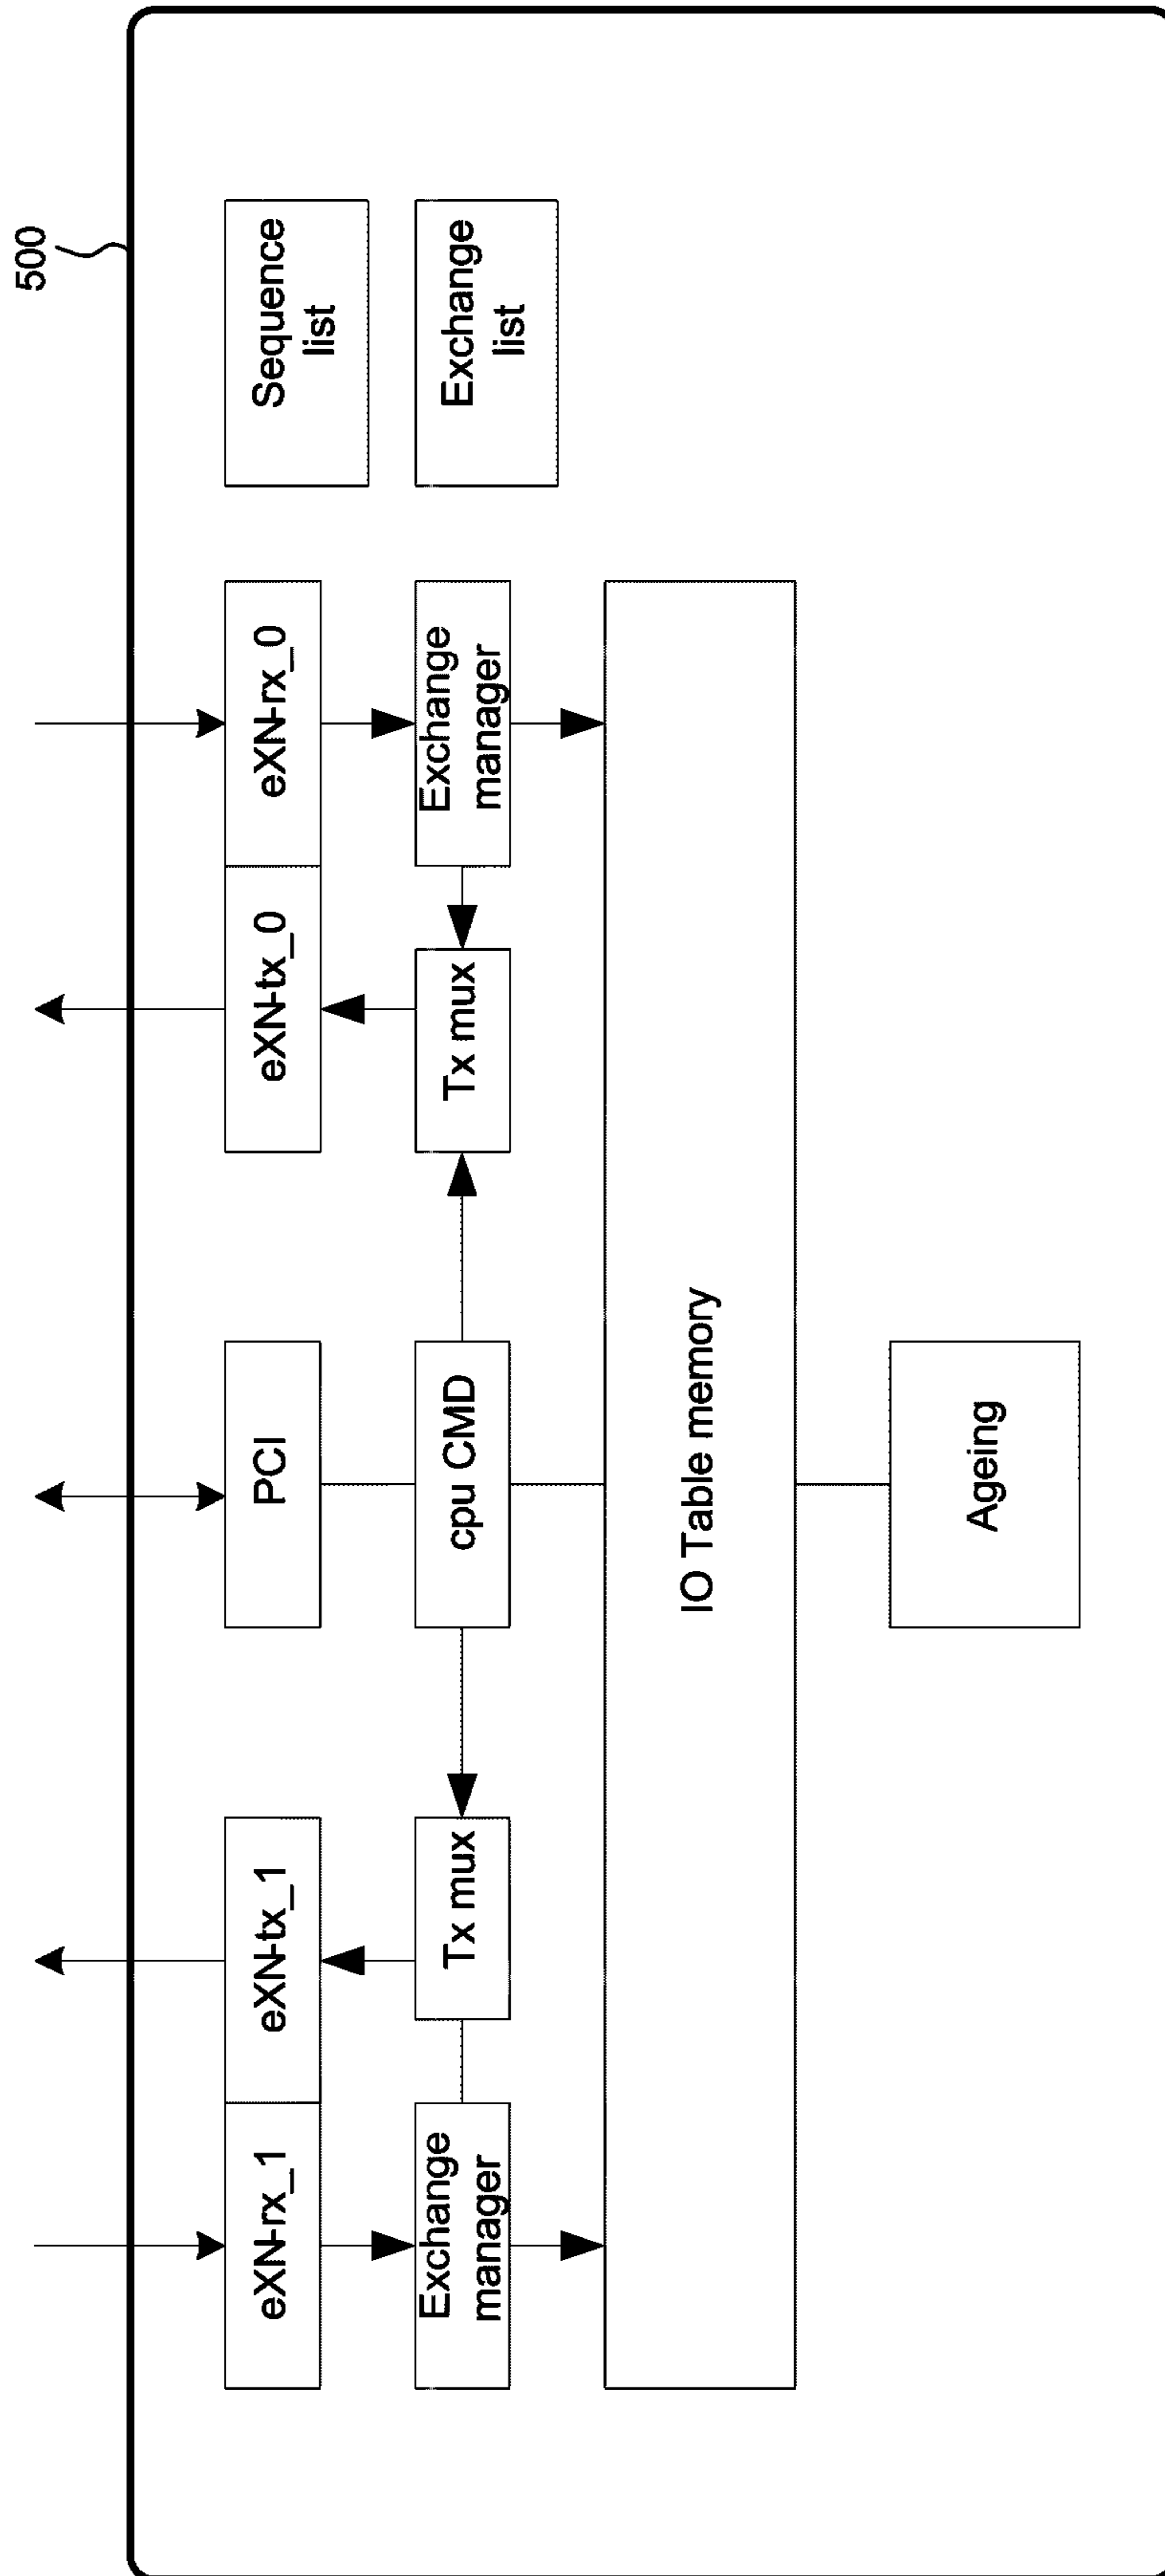 500
eXN-rx_1
eXN-tx_1
PCI
eXN-tx_0
eXN-rx_0
Sequence
list
Exchange
manager
Tx mux
cpu CMD
Tx mux
Exchange
manager
Exchange
list
IO Table memory
Ageing